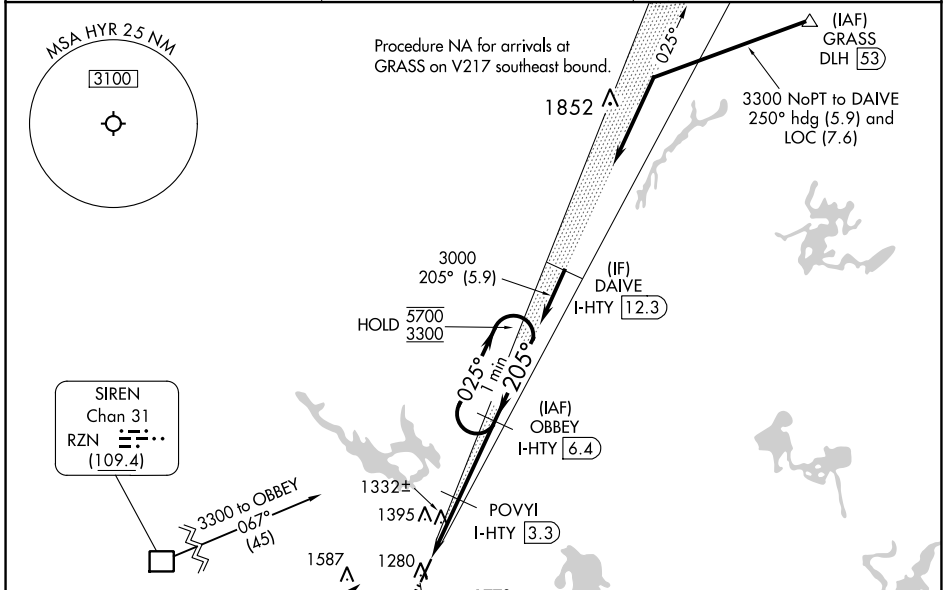 MSA HYR 25 NM
3100
Procedure NA for arrivals at
GRASS on V217 southeast bound.
1852
025°
(IAF)
GRASS
DLH 53
3300 NoPT to DAIVE
250° hdg (5.9) and
LOC (7.6)
3000
205° (5.9)
(IF)
DAIVE
I-HTY 12.3
HOLD 5700
3300
025°
1 min
205°
(IAF)
OBBEY
I-HTY 6.4
SIREN
Chan 31
RZN
(109.4)
3300 to OBBEY
067°
(45)
1332±
1395
POVYI
I-HTY 3.3
1587
1280